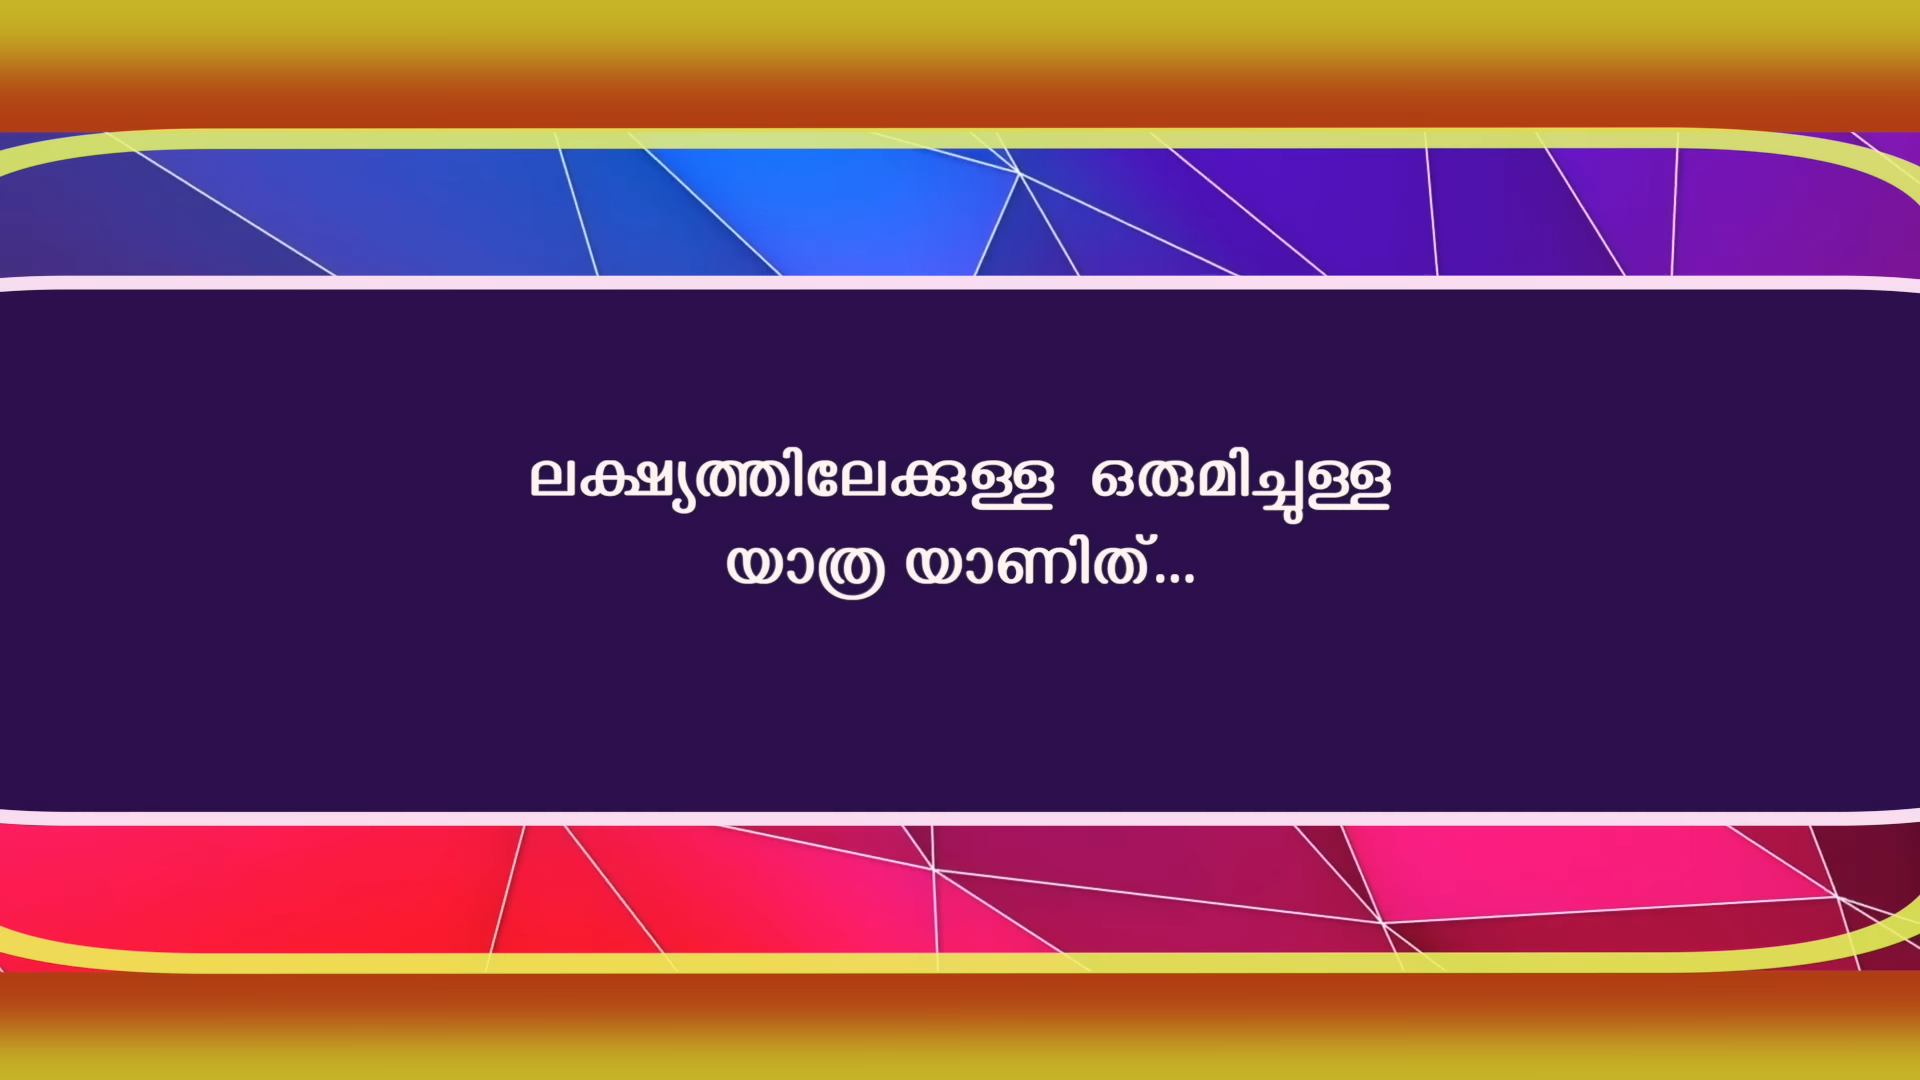 ലക്ഷ്യത്തിലേക്കുള്ള ഒരുമിച്ചുള്ള
യാത്ര യാണിത്...